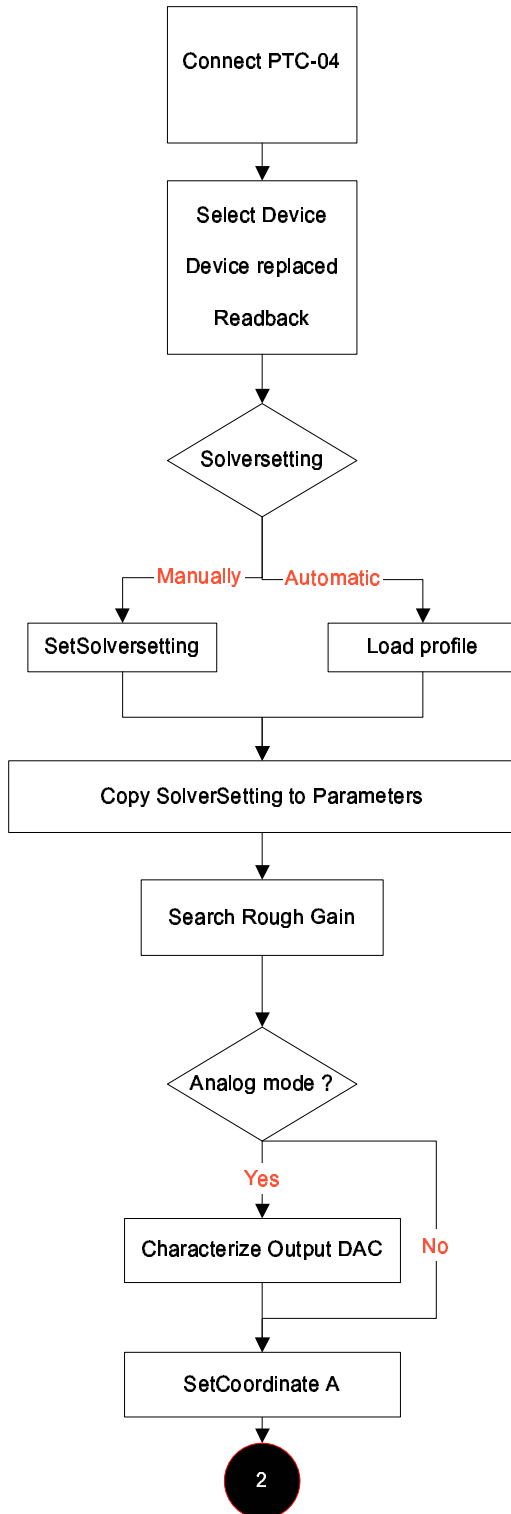 Connect PTC-04
Select Device
Device replaced
Readback
Solversetting
Manually
Automatic
SetSolversetting
Load profile
Copy SolverSetting to Parameters
Search Rough Gain
Analog mode ?
Yes
No
Characterize Output DAC
SetCoordinate A
2